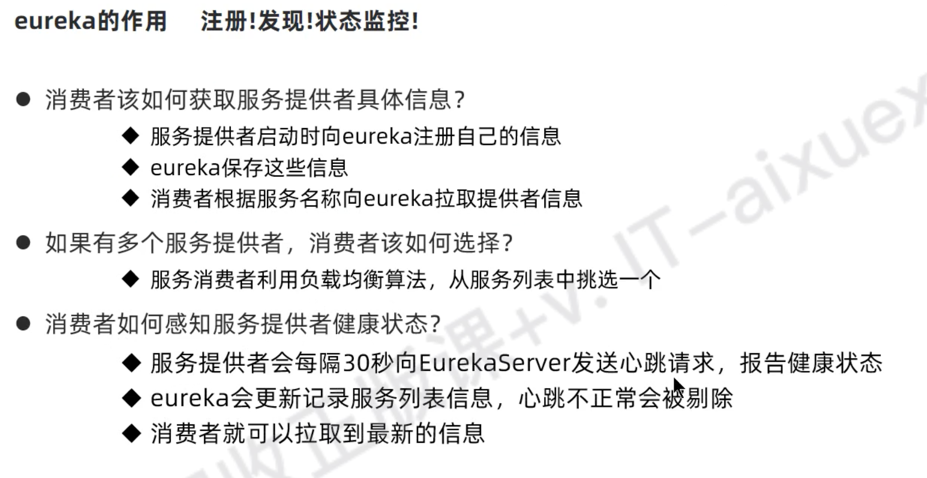 eureka的作用 注册!发现!状态监控!
消费者该如何获取服务提供者具体信息？
服务提供者启动时向eureka注册自己的信息
eureka保存这些信息
消费者根据服务名称向eureka拉取提供者信息
如果有多个服务提供者，消费者该如何选择？
服务消费者利用负载均衡算法，从服务列表中挑选一个
消费者如何感知服务提供者健康状态？
服务提供者会每隔30秒向EurekaServer发送心跳请求，报告健康状态
eureka会更新记录服务列表信息，心跳不正常会被剔除
消费者就可以拉取到最新的信息
收正版课+v. IT-aixuex